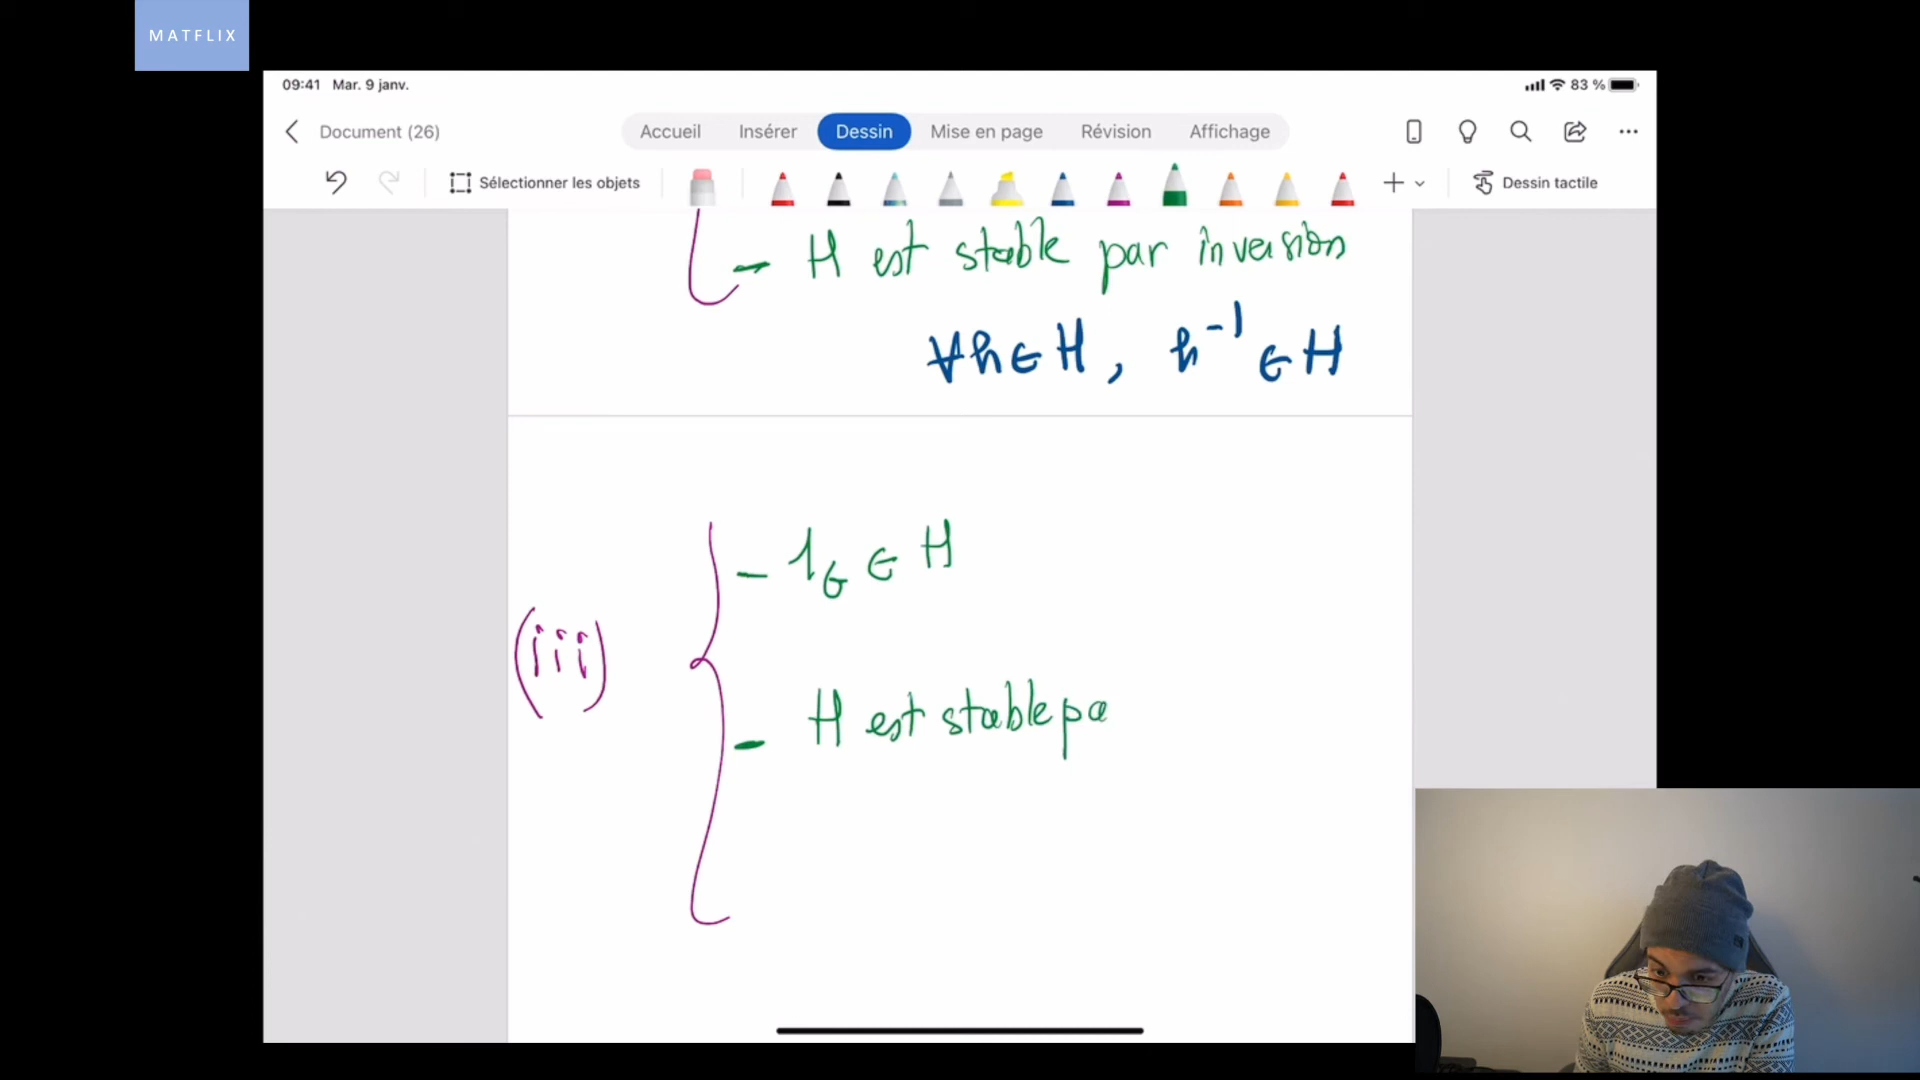 MATFLIX
09:41 Mar. 9 janv.
83 %
Document (26)
Accueil Insérer Dessin Mise en page Révision Affichage
Sélectionner les objets
Dessin tactile
- H est stable par inversion
∀h∈H, h⁻¹ ∈ H
- 1_G ∈ H
(iii)
- H est stable pa